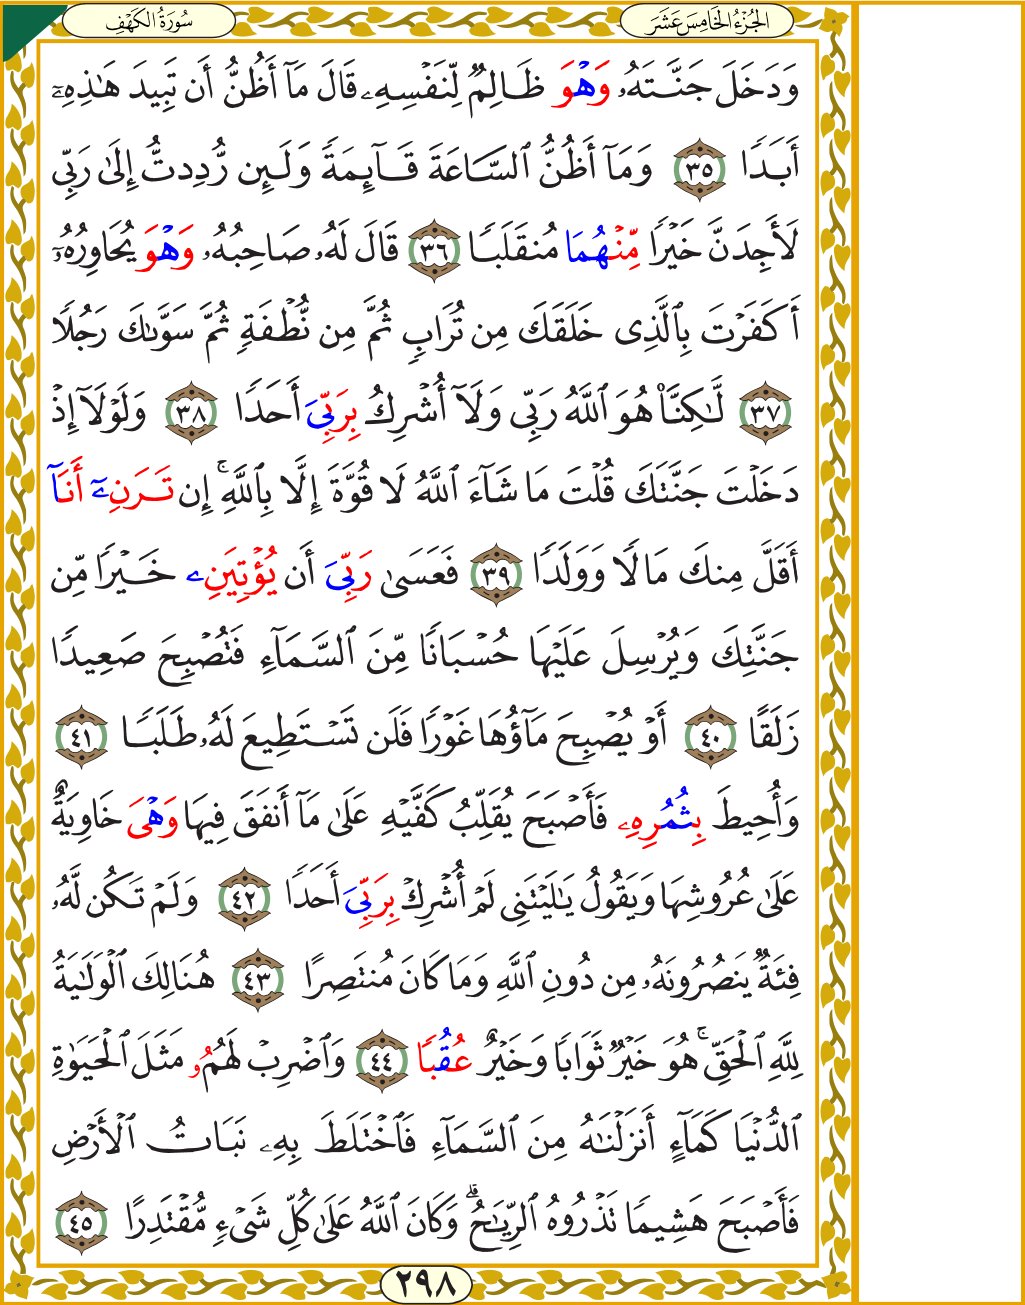 الجُزْءُ الخَامِسَ عَشَرَ
سُورَةُ الكَهْفِ
وَدَخَلَ جَنَّتَهُۥ وَهْوَ ظَالِمٌ لِّنَفْسِهِۦ قَالَ مَآ أَظُنُّ أَن تَبِيدَ هَٰذِهِۦٓ
أَبَدًا ٣٥ وَمَآ أَظُنُّ ٱلسَّاعَةَ قَآئِمَةً وَلَئِن رُّدِدتُّ إِلَىٰ رَبِّى
لَأَجِدَنَّ خَيْرًا مِّنْهُمَا مُنقَلَبًا ٣٦ قَالَ لَهُۥ صَاحِبُهُۥ وَهْوَ يُحَاوِرُهُۥٓ
أَكَفَرْتَ بِٱلَّذِى خَلَقَكَ مِن تُرَابٍ ثُمَّ مِن نُّطْفَةٍ ثُمَّ سَوَّىٰكَ رَجُلًا
٣٧ لَّٰكِنَّا۠ هُوَ ٱللَّهُ رَبِّى وَلَآ أُشْرِكُ بِرَبِّىَ أَحَدًا ٣٨ وَلَوْلَآ إِذْ
دَخَلْتَ جَنَّتَكَ قُلْتَ مَا شَآءَ ٱللَّهُ لَا قُوَّةَ إِلَّا بِٱللَّهِ ۚ إِن تَرَنِۦٓ أَنَآ
أَقَلَّ مِنكَ مَالًا وَوَلَدًا ٣٩ فَعَسَىٰ رَبِّىَ أَن يُؤْتِيَنِۦ خَيْرًا مِّن
جَنَّتِكَ وَيُرْسِلَ عَلَيْهَا حُسْبَانًا مِّنَ ٱلسَّمَآءِ فَتُصْبِحَ صَعِيدًا
زَلَقًا ٤٠ أَوْ يُصْبِحَ مَآؤُهَا غَوْرًا فَلَن تَسْتَطِيعَ لَهُۥ طَلَبًا ٤١
وَأُحِيطَ بِثُمُرِهِۦ فَأَصْبَحَ يُقَلِّبُ كَفَّيْهِ عَلَىٰ مَآ أَنفَقَ فِيهَا وَهْىَ خَاوِيَةٌ
عَلَىٰ عُرُوشِهَا وَيَقُولُ يَٰلَيْتَنِى لَمْ أُشْرِكْ بِرَبِّىَ أَحَدًا ٤٢ وَلَمْ تَكُن لَّهُۥ
فِئَةٌ يَنصُرُونَهُۥ مِن دُونِ ٱللَّهِ وَمَا كَانَ مُنتَصِرًا ٤٣ هُنَالِكَ ٱلْوَلَٰيَةُ
لِلَّهِ ٱلْحَقِّ ۚ هُوَ خَيْرٌ ثَوَابًا وَخَيْرٌ عُقُبًا ٤٤ وَٱضْرِبْ لَهُمُۥ مَثَلَ ٱلْحَيَوٰةِ
ٱلدُّنْيَا كَمَآءٍ أَنزَلْنَٰهُ مِنَ ٱلسَّمَآءِ فَٱخْتَلَطَ بِهِۦ نَبَاتُ ٱلْأَرْضِ
فَأَصْبَحَ هَشِيمًا تَذْرُوهُ ٱلرِّيَٰحُ ۗ وَكَانَ ٱللَّهُ عَلَىٰ كُلِّ شَىْءٍ مُّقْتَدِرًا ٤٥
٢٩٨